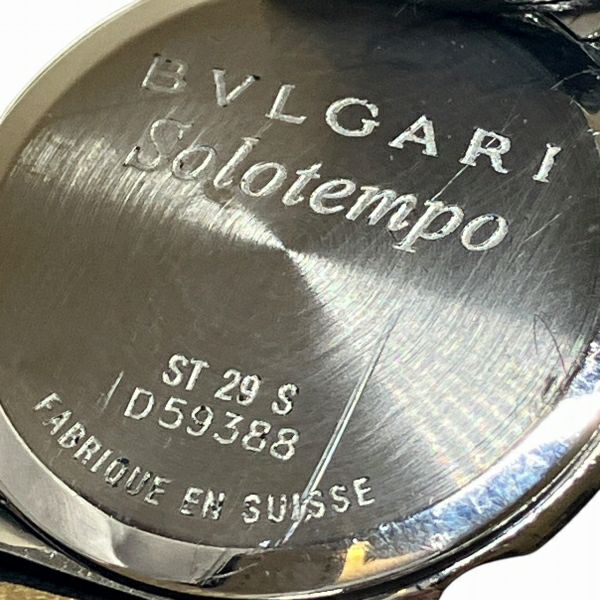 BVLGARI
Solotempo
ST 29 S
D59388
FABRIQUE EN SUISSE